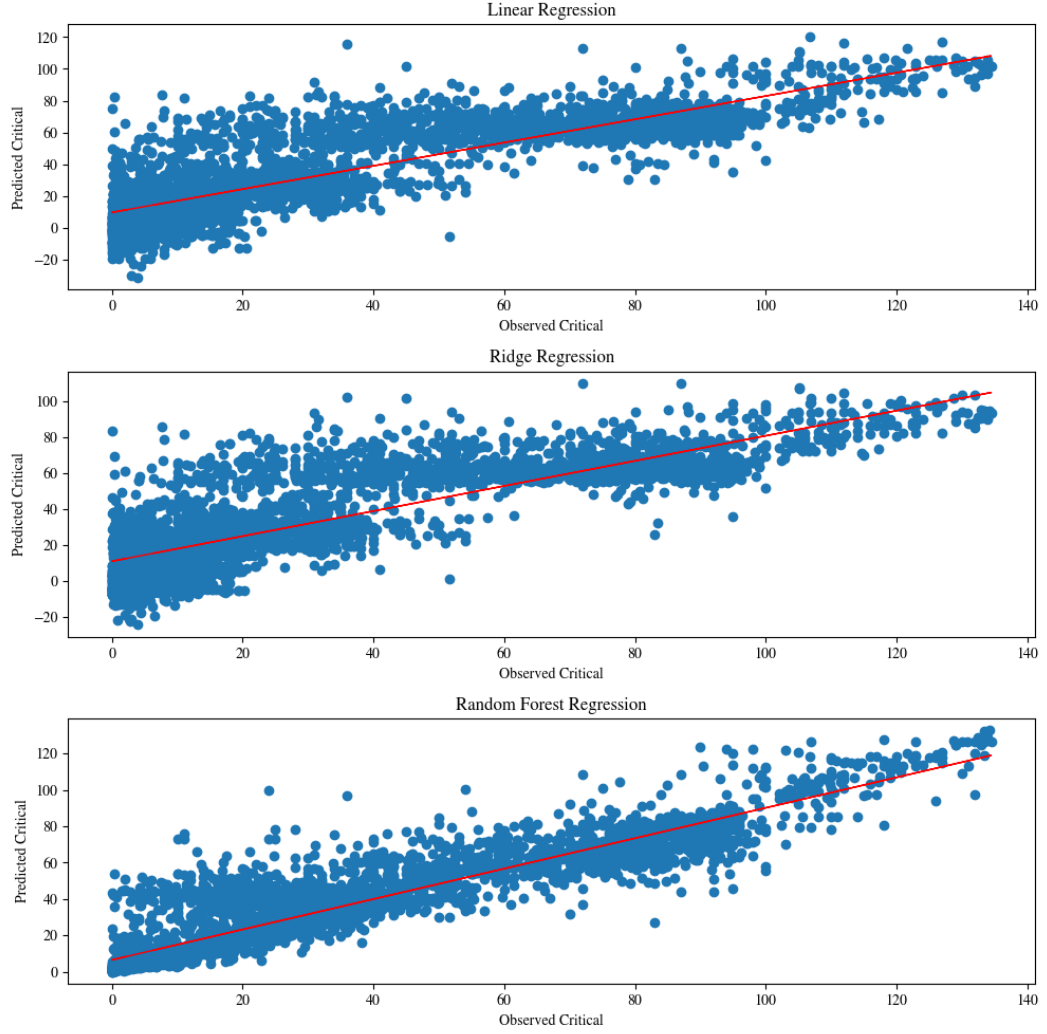 Linear Regression
120
100
80
60
40
20
0
−20
Predicted Critical
0 20 40 60 80 100 120 140
Observed Critical
Ridge Regression
100
80
60
40
20
0
−20
Predicted Critical
0 20 40 60 80 100 120 140
Observed Critical
Random Forest Regression
120
100
80
60
40
20
0
Predicted Critical
0 20 40 60 80 100 120 140
Observed Critical